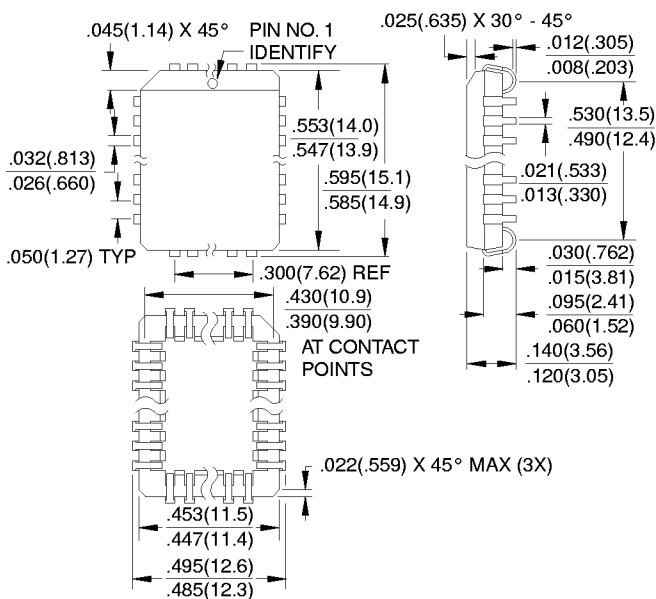 .045(1.14) X 45°
PIN NO. 1
IDENTIFY
.025(.635) X 30° - 45°
.012(.305)
.008(.203)
.553(14.0)
.547(13.9)
.530(13.5)
.490(12.4)
.032(.813)
.026(.660)
.595(15.1)
.585(14.9)
.021(.533)
.013(.330)
.050(1.27) TYP
.300(7.62) REF
.030(.762)
.015(3.81)
.430(10.9)
.390(9.90)
AT CONTACT
POINTS
.095(2.41)
.060(1.52)
.140(3.56)
.120(3.05)
.022(.559) X 45° MAX (3X)
.453(11.5)
.447(11.4)
.495(12.6)
.485(12.3)